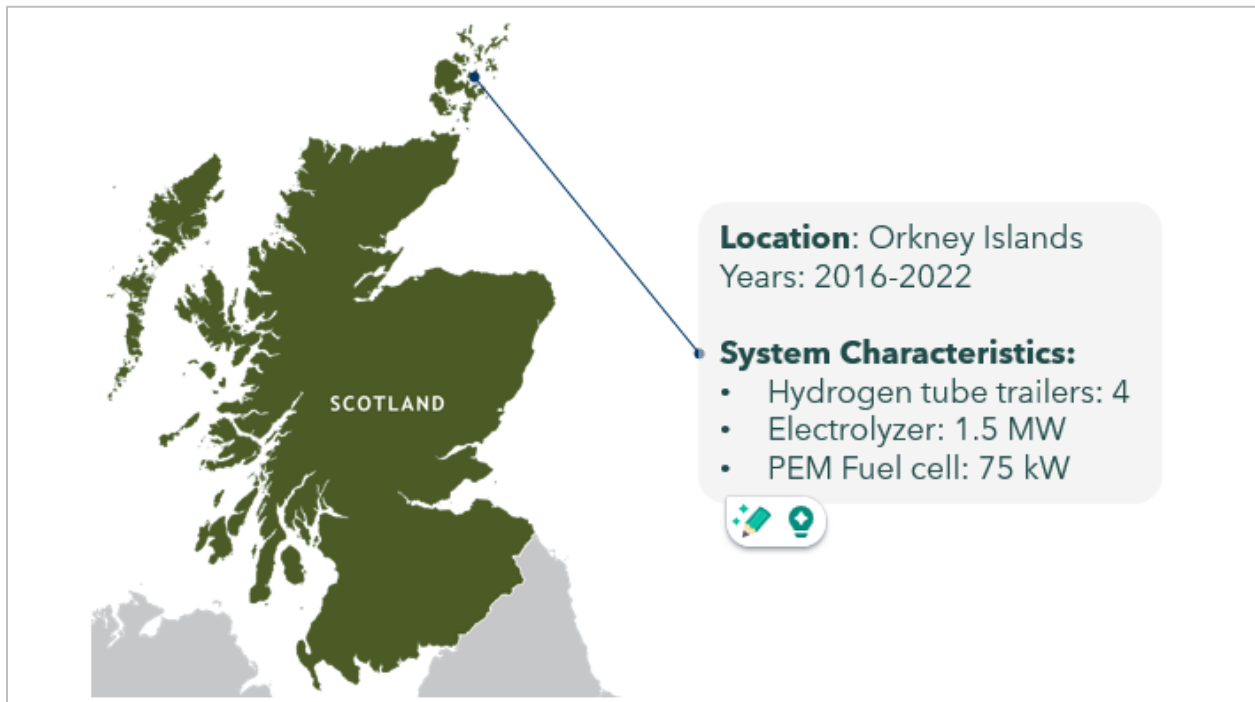 SCOTLAND
Location: Orkney Islands
Years: 2016-2022
System Characteristics:
• Hydrogen tube trailers: 4
• Electrolyzer: 1.5 MW
• PEM Fuel cell: 75 kW